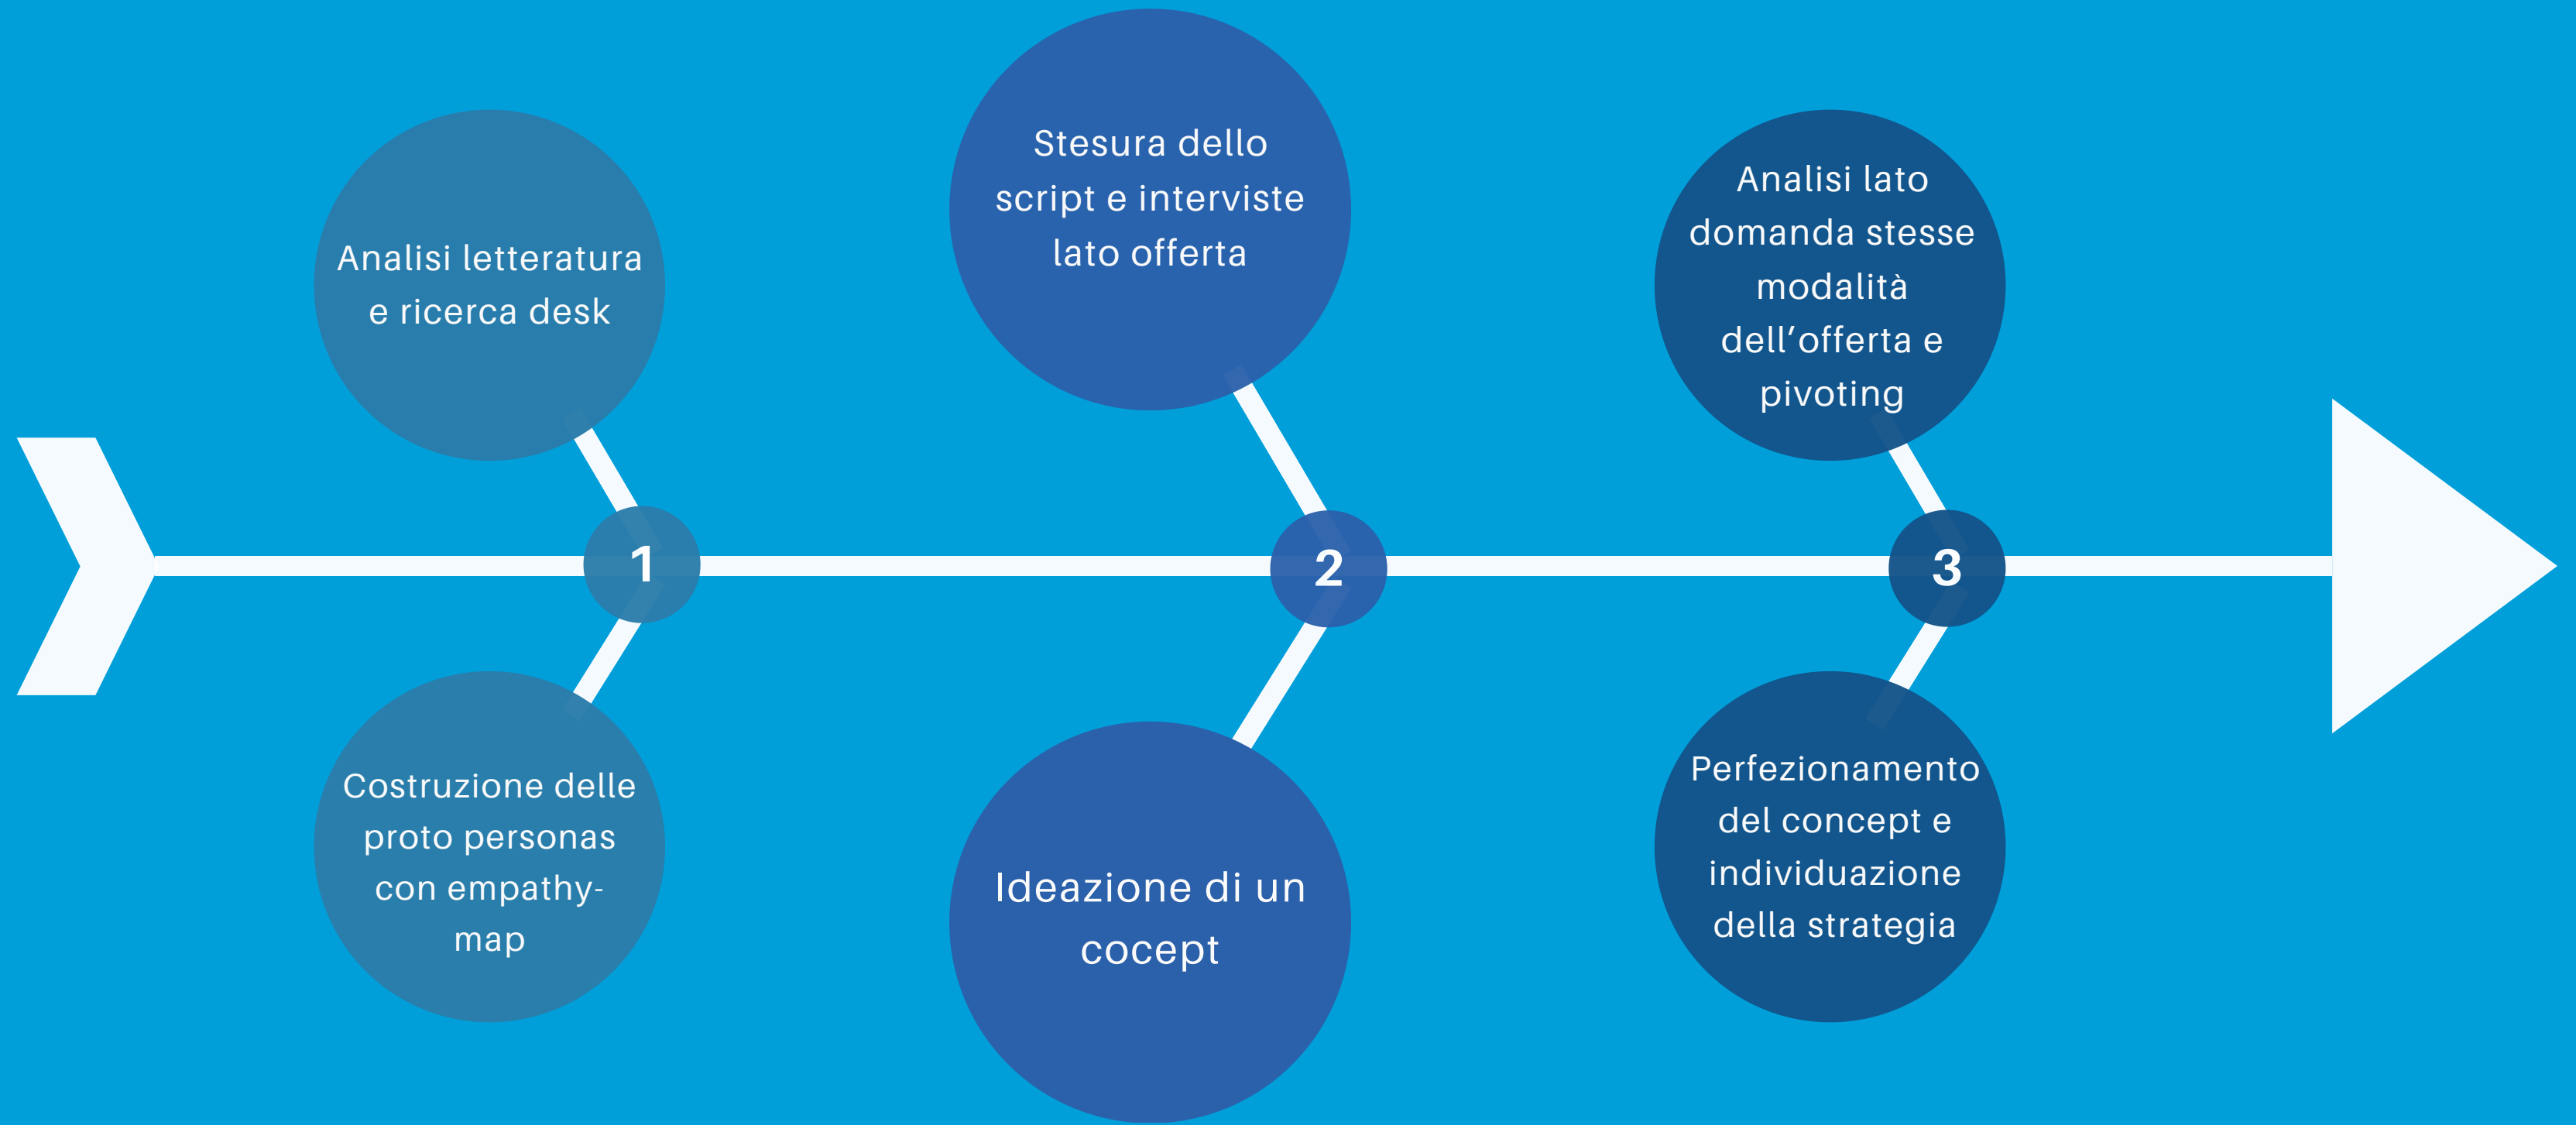 Analisi letteratura
e ricerca desk
Stesura dello
script e interviste
lato offerta
Analisi lato
domanda stesse
modalità
dell’offerta e
pivoting
1
2
3
Costruzione delle
proto personas
con empathy-
map
Ideazione di un
cocept
Perfezionamento
del concept e
individuazione
della strategia